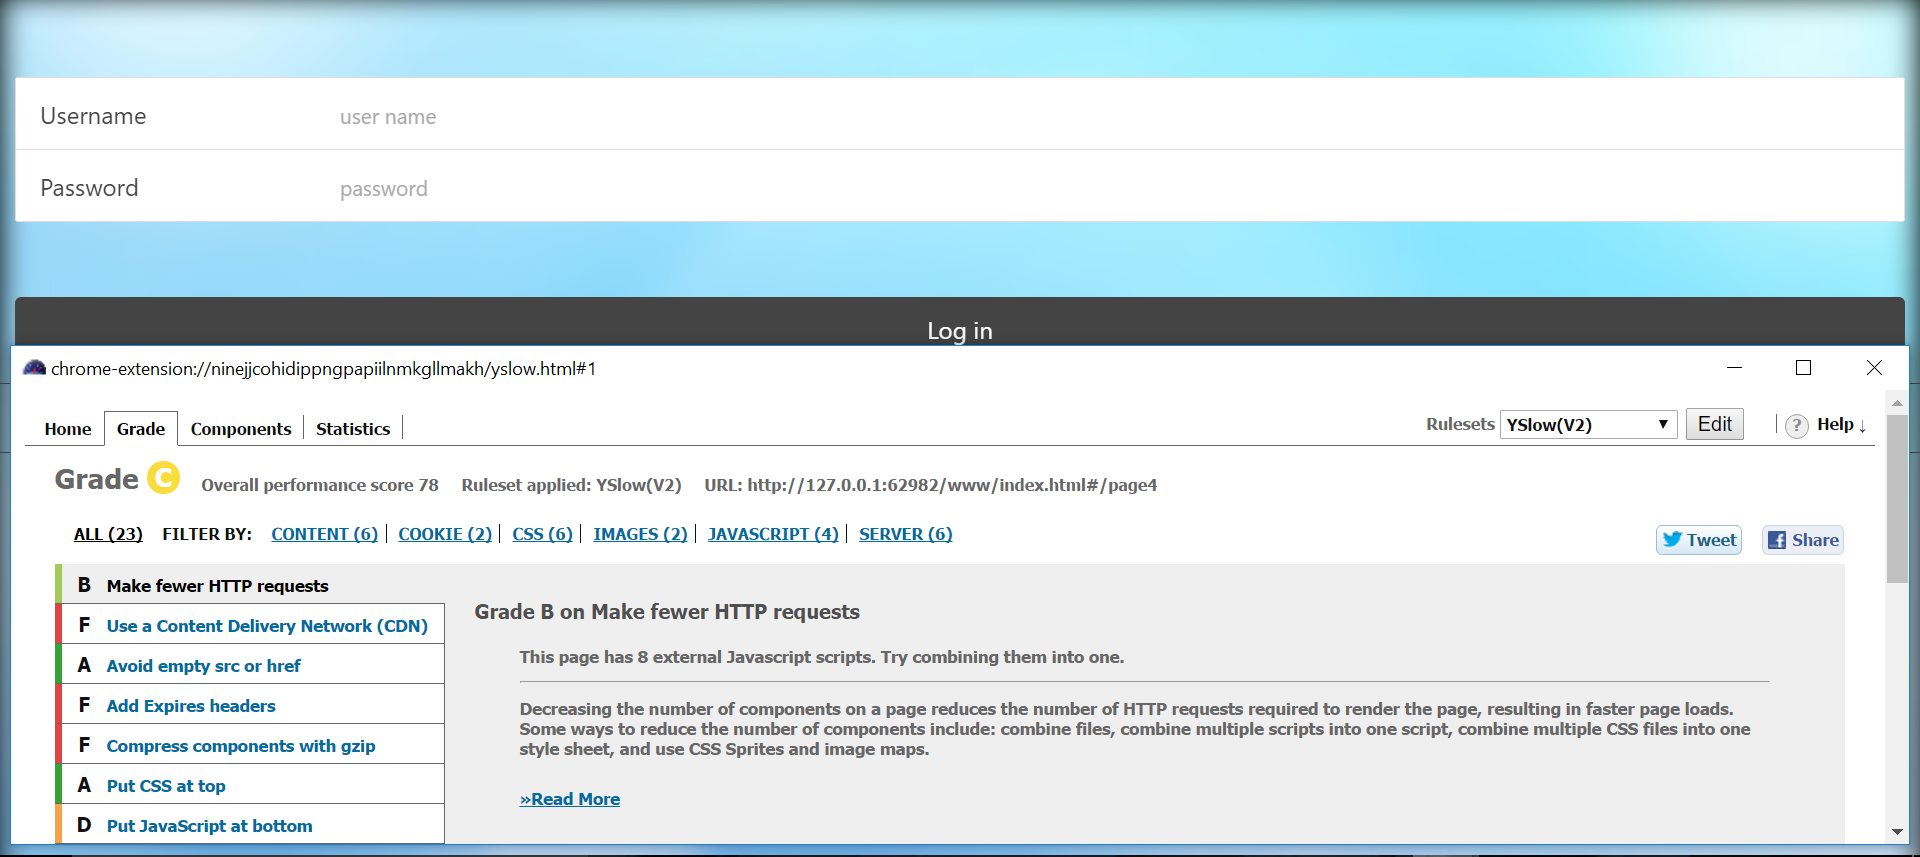 Username user name
Password password
Log in
chrome-extension://ninejjcohidippngpapiilnmkgllmakh/yslow.html#1
Home Grade Components Statistics Rulesets YSlow(V2) Edit ? Help ↓
Grade C Overall performance score 78 Ruleset applied: YSlow(V2) URL: http://127.0.0.1:62982/www/index.html#/page4
ALL (23) FILTER BY: CONTENT (6) COOKIE (2) CSS (6) IMAGES (2) JAVASCRIPT (4) SERVER (6)
Tweet Share
B Make fewer HTTP requests
F Use a Content Delivery Network (CDN)
A Avoid empty src or href
F Add Expires headers
F Compress components with gzip
A Put CSS at top
D Put JavaScript at bottom
Grade B on Make fewer HTTP requests
This page has 8 external Javascript scripts. Try combining them into one.
Decreasing the number of components on a page reduces the number of HTTP requests required to render the page, resulting in faster page loads.
Some ways to reduce the number of components include: combine files, combine multiple scripts into one script, combine multiple CSS files into one
style sheet, and use CSS Sprites and image maps.
»Read More